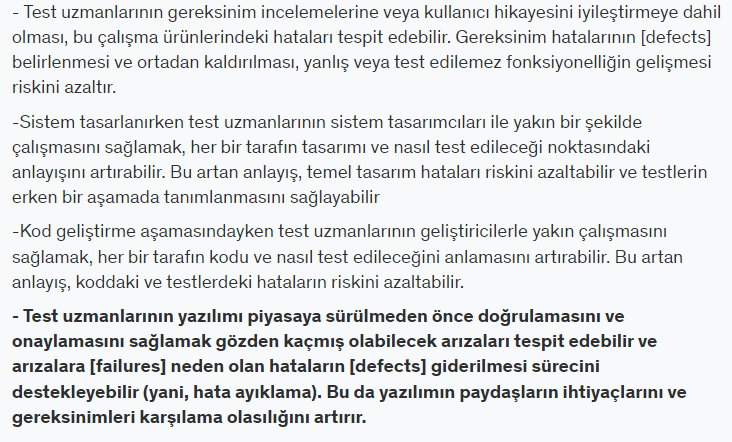 - Test uzmanlarının gereksinim incelemelerine veya kullanıcı hikayesini iyileştirmeye dahil
olması, bu çalışma ürünlerindeki hataları tespit edebilir. Gereksinim hatalarının [defects]
belirlenmesi ve ortadan kaldırılması, yanlış veya test edilemez fonksiyonelliğin gelişmesi
riskini azaltır.
-Sistem tasarlanırken test uzmanlarının sistem tasarımcıları ile yakın bir şekilde
çalışmasını sağlamak, her bir tarafın tasarımı ve nasıl test edileceği noktasındaki
anlayışını artırabilir. Bu artan anlayış, temel tasarım hataları riskini azaltabilir ve testlerin
erken bir aşamada tanımlanmasını sağlayabilir
-Kod geliştirme aşamasındayken test uzmanlarının geliştiricilerle yakın çalışmasını
sağlamak, her bir tarafın kodu ve nasıl test edileceğini anlamasını artırabilir. Bu artan
anlayış, koddaki ve testlerdeki hataların riskini azaltabilir.
- Test uzmanlarının yazılımı piyasaya sürülmeden önce doğrulamasını ve
onaylamasını sağlamak gözden kaçmış olabilecek arızaları tespit edebilir ve
arızalara [failures] neden olan hataların [defects] giderilmesi sürecini
destekleyebilir (yani, hata ayıklama). Bu da yazılımın paydaşların ihtiyaçlarını ve
gereksinimleri karşılama olasılığını artırır.